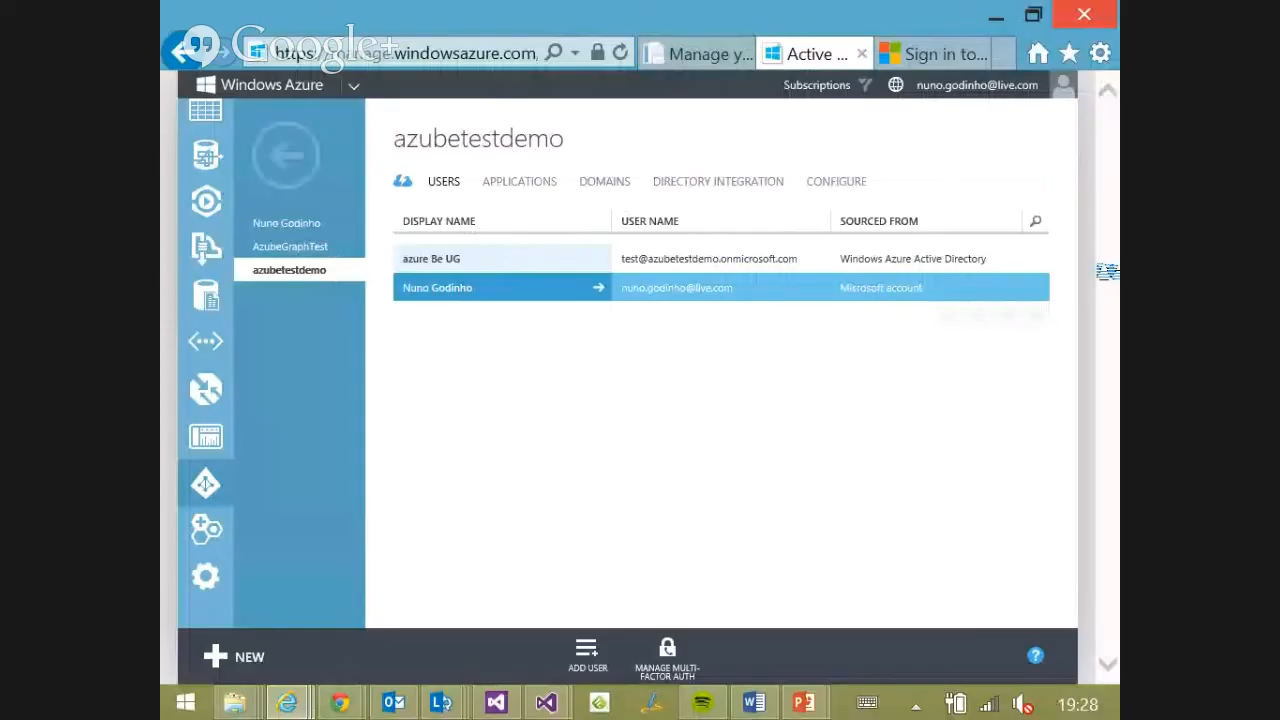 Google+
https:
windowsazure.com,
Manage y...
Active ...
Sign in to...
Windows Azure
Subscriptions
nuno.godinho@live.com
azubetestdemo
USERS
APPLICATIONS
DOMAINS
DIRECTORY INTEGRATION
CONFIGURE
Nuno Godinho
AzubeGraphTest
azubetestdemo
DISPLAY NAME
USER NAME
SOURCED FROM
azure Be UG
test@azubetestdemo.onmicrosoft.com
Windows Azure Active Directory
Nuno Godinho
nuno.godinho@live.com
Microsoft account
NEW
ADD USER
MANAGE MULTI-
FACTOR AUTH
19:28